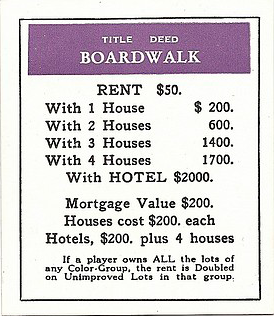 TITLE DEED
BOARDWALK
RENT $50.
With 1 House $ 200.
With 2 Houses 600.
With 3 Houses 1400.
With 4 Houses 1700.
With HOTEL $2000.
Mortgage Value $200.
Houses cost $200. each
Hotels, $200. plus 4 houses
If a player owns ALL the lots of
any Color-Group, the rent is Doubled
on Unimproved Lots in that group.